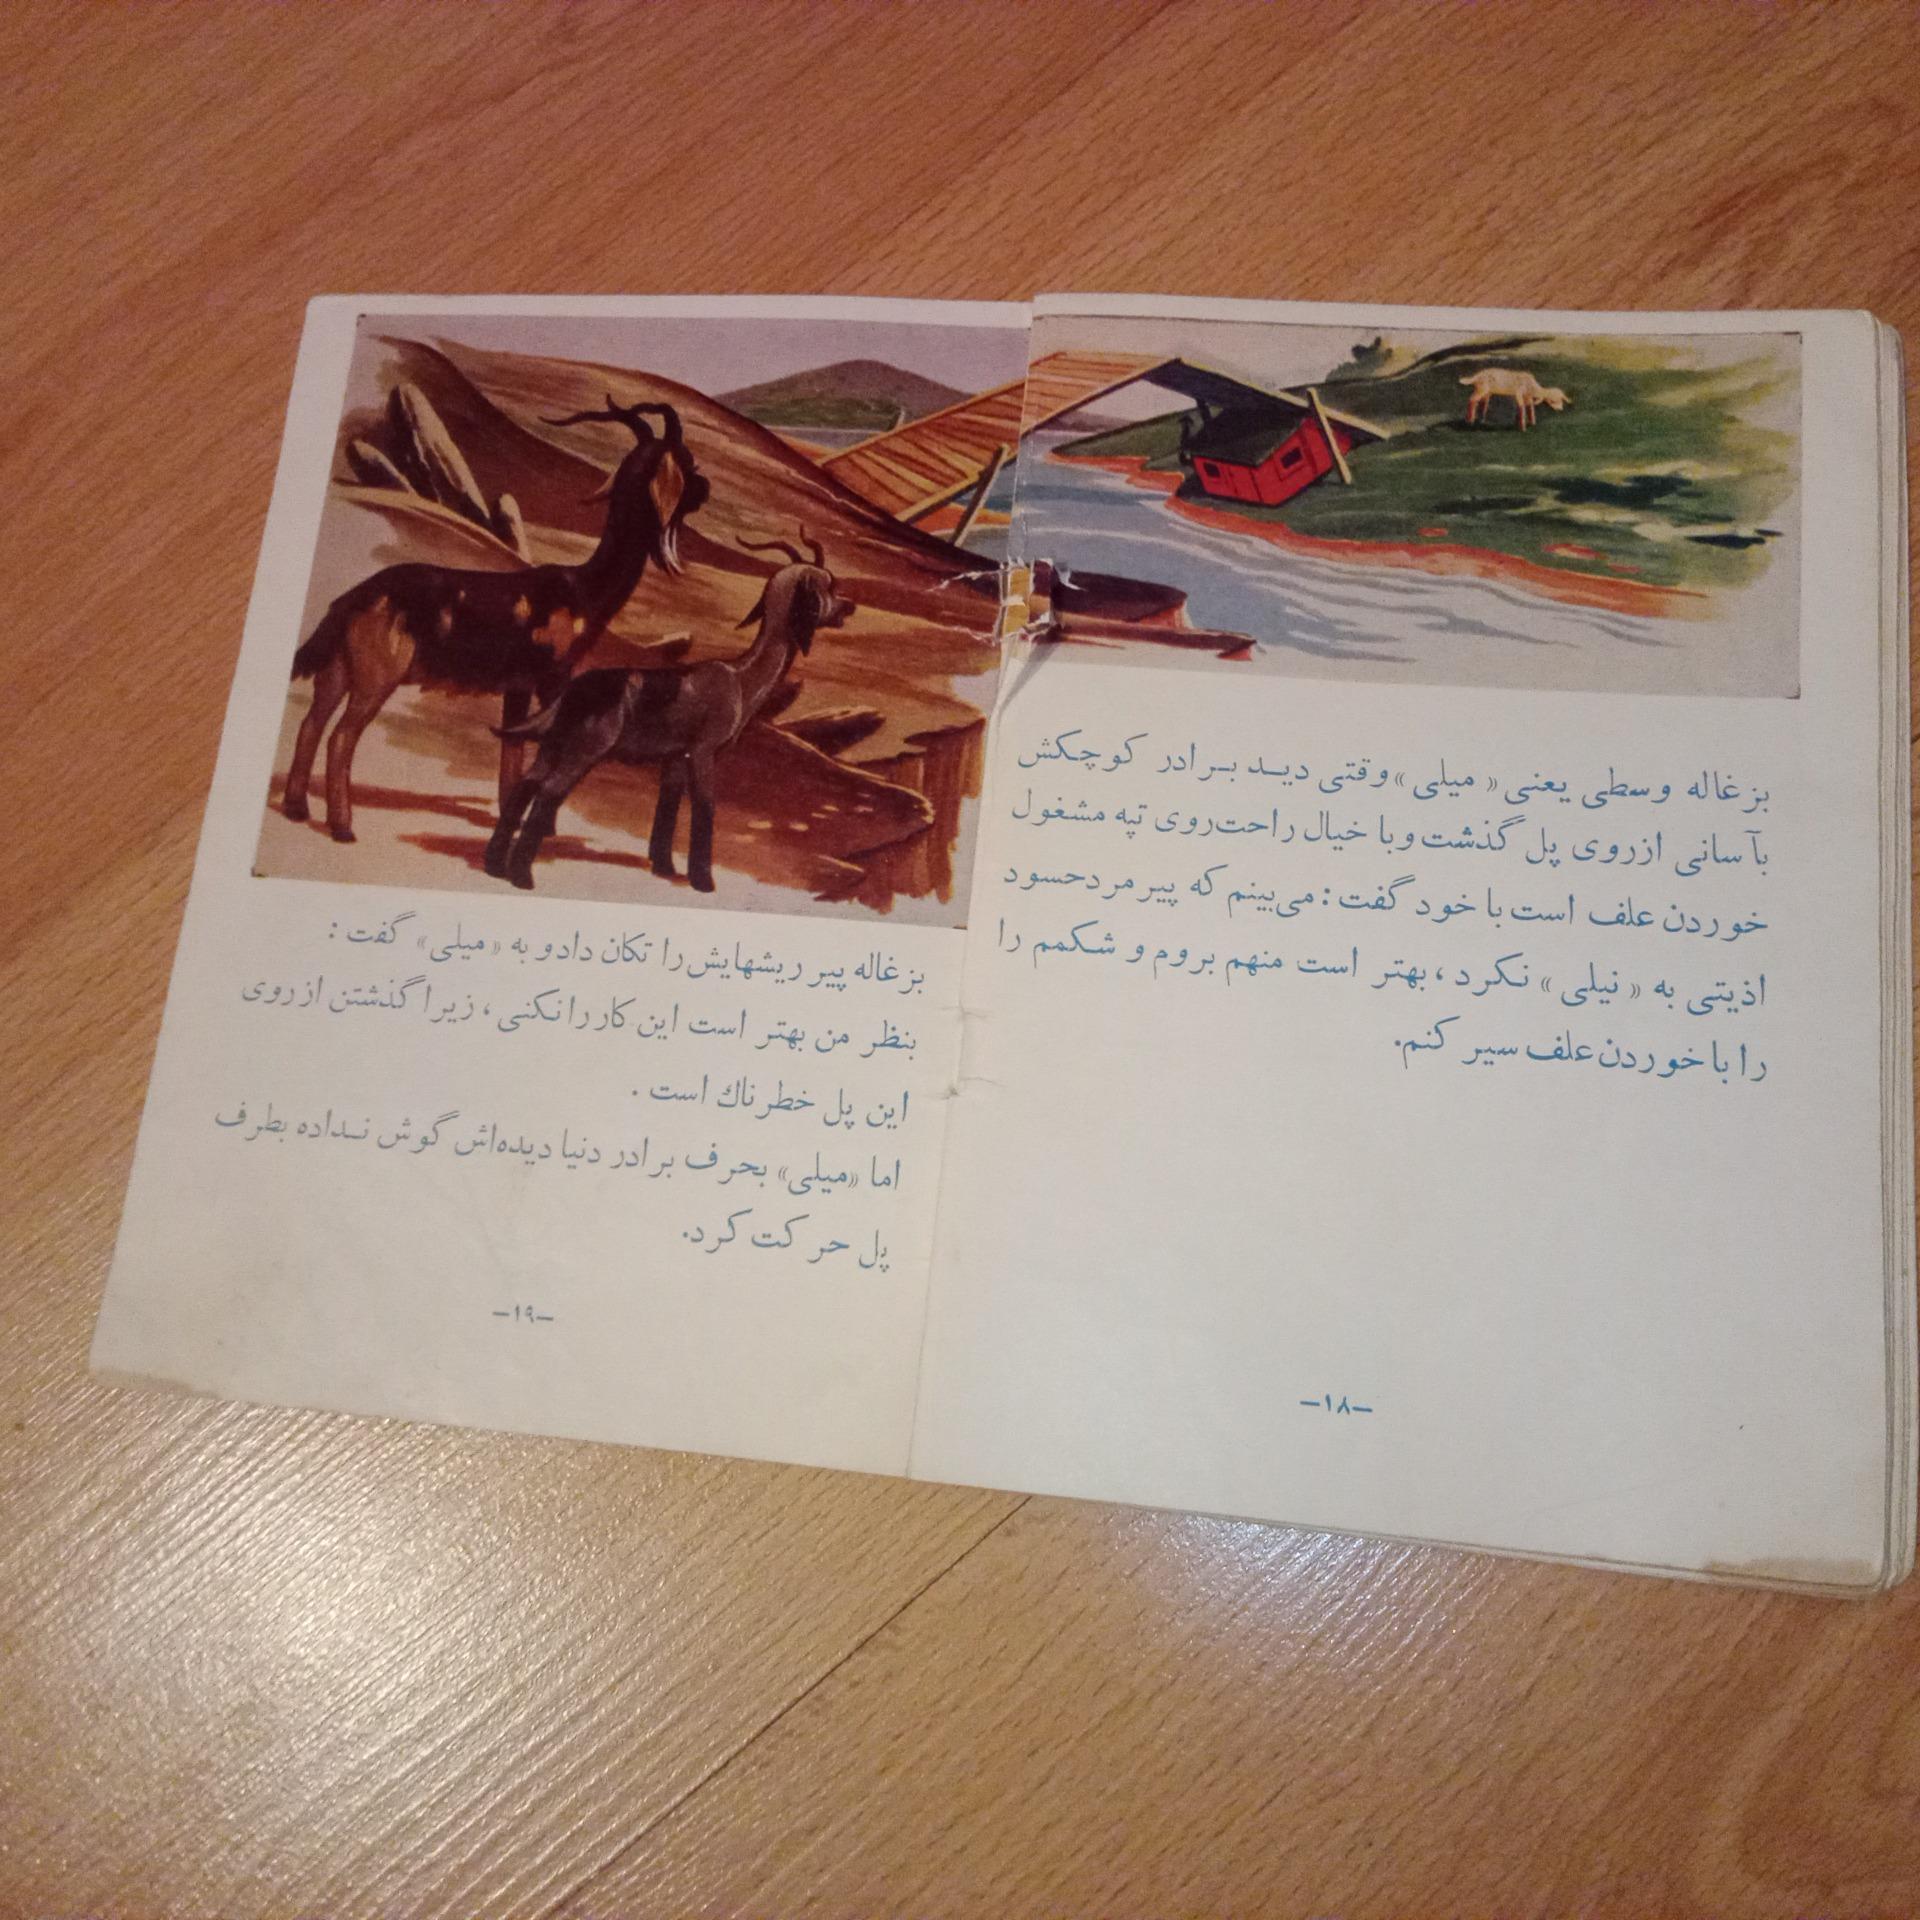 بزغاله وسطی یعنی «میلی» وقتی دید برادر کوچکش
بآسانی ازروی پل گذشت وبا خیال راحت روی تپه مشغول
خوردن علف است با خود گفت: می‌بینم که پیر مرد حسود
اذیتی به «نیلی» نکرد، بهتر است منهم بروم و شکمم را
را با خوردن علف سیر کنم.
-۱۸-
بزغاله پیر ریشهایش را تکان داد و به «میلی» گفت:
بنظر من بهتر است این کار را نکنی، زیرا گذشتن از روی
این پل خطرناك است.
اما «میلی» بحرف برادر دنیا دیده‌اش گوش نداده بطرف
پل حرکت کرد.
-۱۹-